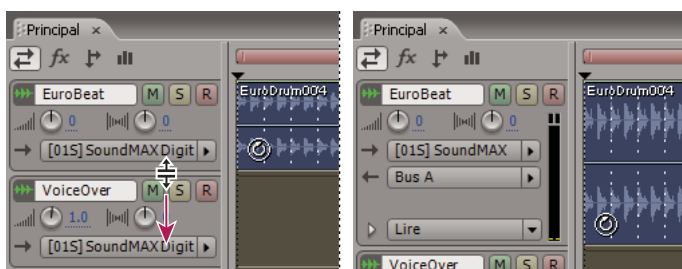 Principal ×
fx
EuroBeat M S R
0 0
[01S] SoundMAX Digit
VoiceOver M S R
1.0 0
[01S] SoundMAX Digit
EuroDrum004
Principal ×
fx
EuroBeat M S R
0 0
[01S] SoundMAX
Bus A
Lire
VoiceOver M S R
EuroDrum004